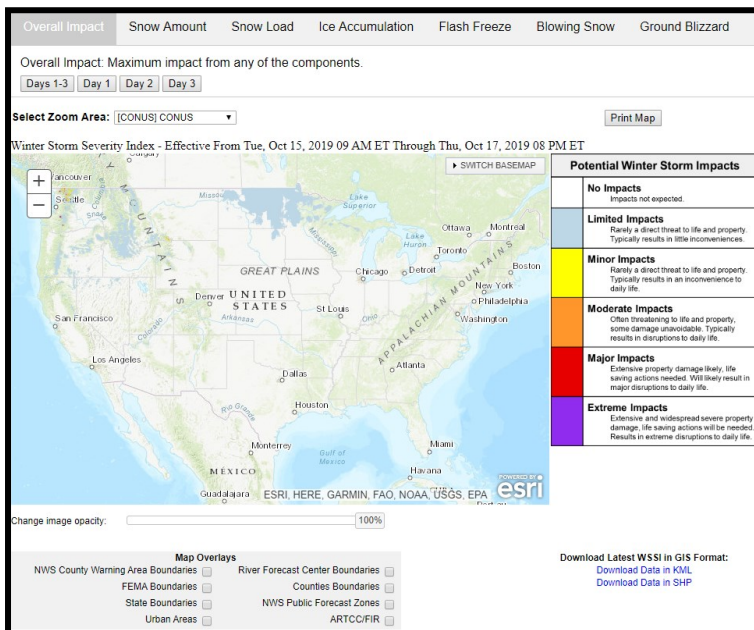 Overall Impact Snow Amount Snow Load Ice Accumulation Flash Freeze Blowing Snow Ground Blizzard
Overall Impact: Maximum impact from any of the components.
Days 1-3 Day 1 Day 2 Day 3
Select Zoom Area: [CONUS] CONUS
Print Map
Winter Storm Severity Index - Effective From Tue, Oct 15, 2019 09 AM ET Through Thu, Oct 17, 2019 08 PM ET
+
−
SWITCH BASEMAP
Calgary
Vancouver
Seattle
Missouri
Lake
Superior
Mississippi
Ottawa
Montreal
Lake
Huron
Toronto
MOUNTAINS
GREAT PLAINS
Chicago
Detroit
Boston
New York
Philadelphia
Denver
UNITED
STATES
St Louis
Ohio
Washington
APPALACHIAN MOUNTAINS
San Francisco
Colorado
Arkansas
Los Angeles
Atlanta
Dallas
Houston
Rio Grande
Monterrey
Gulf of
Mexico
Miami
MÉXICO
Havana
Guadalajara
ESRI, HERE, GARMIN, FAO, NOAA, USGS, EPA
POWERED BY
esri
Potential Winter Storm Impacts
No Impacts
Impacts not expected.
Limited Impacts
Rarely a direct threat to life and property.
Typically results in little inconveniences.
Minor Impacts
Rarely a direct threat to life and property.
Typically results in an inconvenience to
daily life.
Moderate Impacts
Often threatening to life and property,
some damage unavoidable. Typically
results in disruptions to daily life.
Major Impacts
Extensive property damage likely, life
saving actions needed. Will likely result in
major disruptions to daily life.
Extreme Impacts
Extensive and widespread severe property
damage, life saving actions will be needed.
Results in extreme disruptions to daily life.
Change image opacity: 100%
Map Overlays
NWS County Warning Area Boundaries River Forecast Center Boundaries
FEMA Boundaries Counties Boundaries
State Boundaries NWS Public Forecast Zones
Urban Areas ARTCC/FIR
Download Latest WSSI in GIS Format:
Download Data in KML
Download Data in SHP